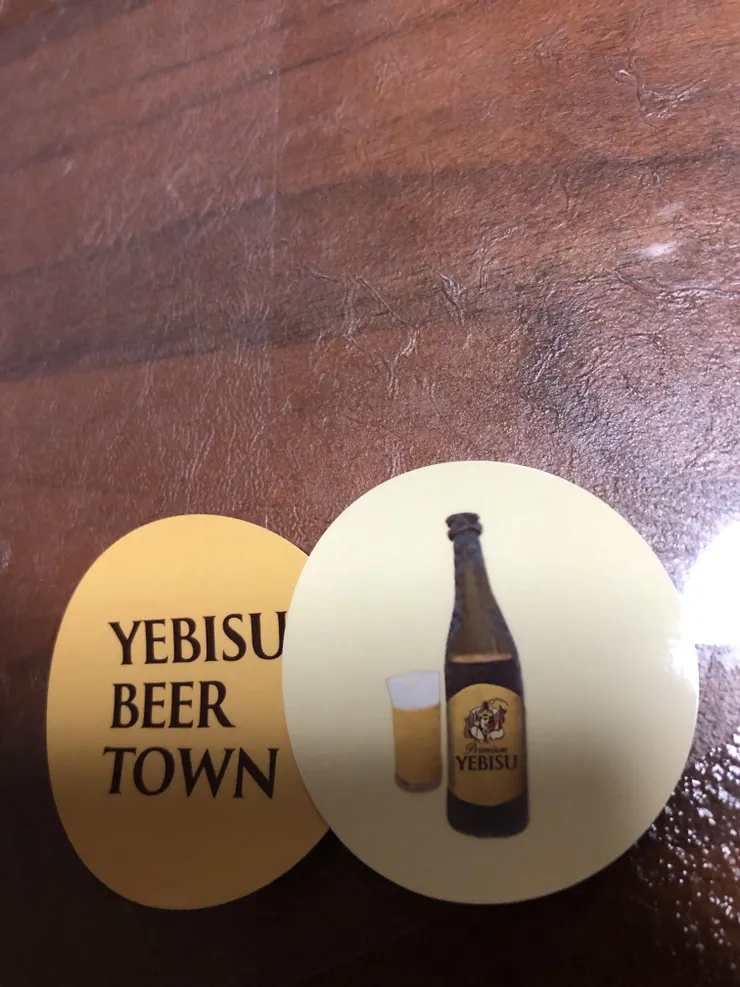 YEBISU
BEER
TOWN
Premium
YEBISU